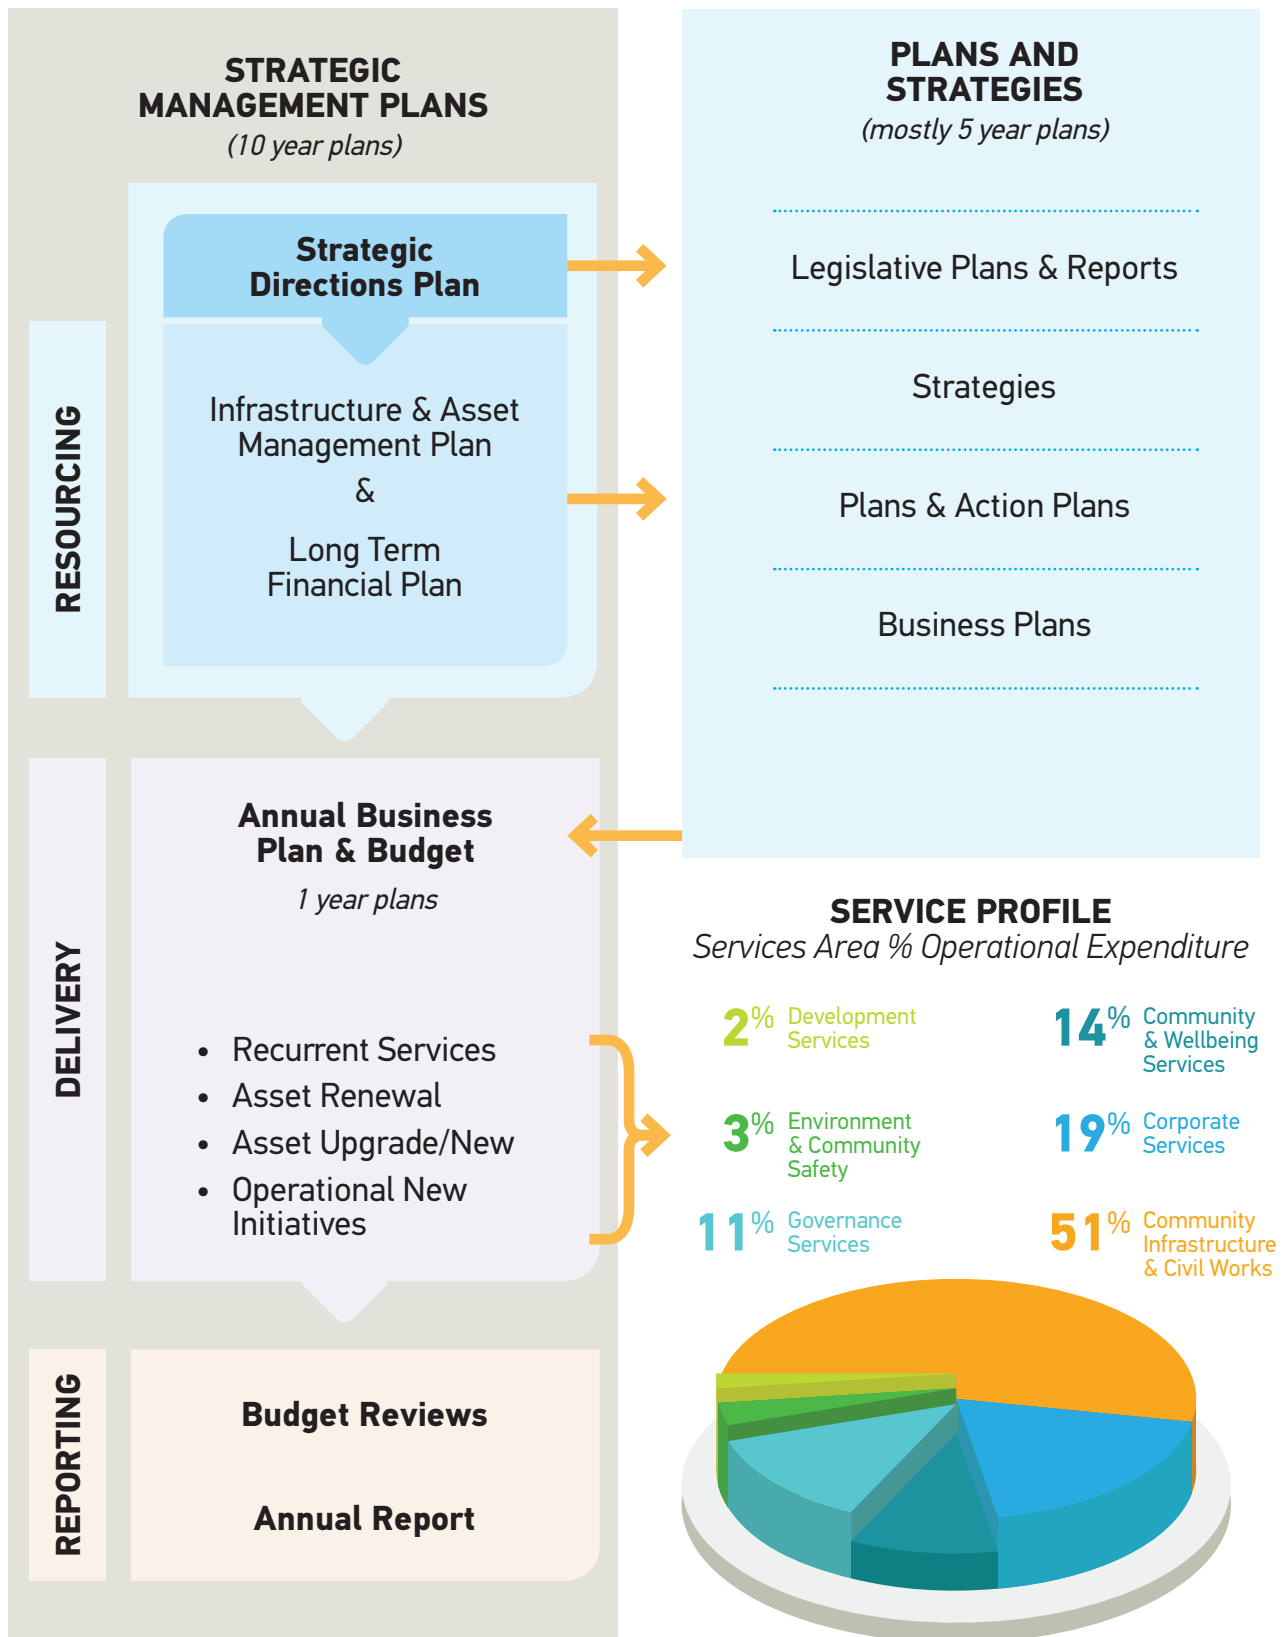 STRATEGIC
MANAGEMENT PLANS
(10 year plans)
Strategic
Directions Plan
RESOURCING
Infrastructure & Asset
Management Plan
&
Long Term
Financial Plan
PLANS AND
STRATEGIES
(mostly 5 year plans)
Legislative Plans & Reports
Strategies
Plans & Action Plans
Business Plans
DELIVERY
Annual Business
Plan & Budget
1 year plans
• Recurrent Services
• Asset Renewal
• Asset Upgrade/New
• Operational New
Initiatives
SERVICE PROFILE
Services Area % Operational Expenditure
2% Development
Services
3% Environment
& Community
Safety
11% Governance
Services
14% Community
& Wellbeing
Services
19% Corporate
Services
51% Community
Infrastructure
& Civil Works
REPORTING
Budget Reviews
Annual Report